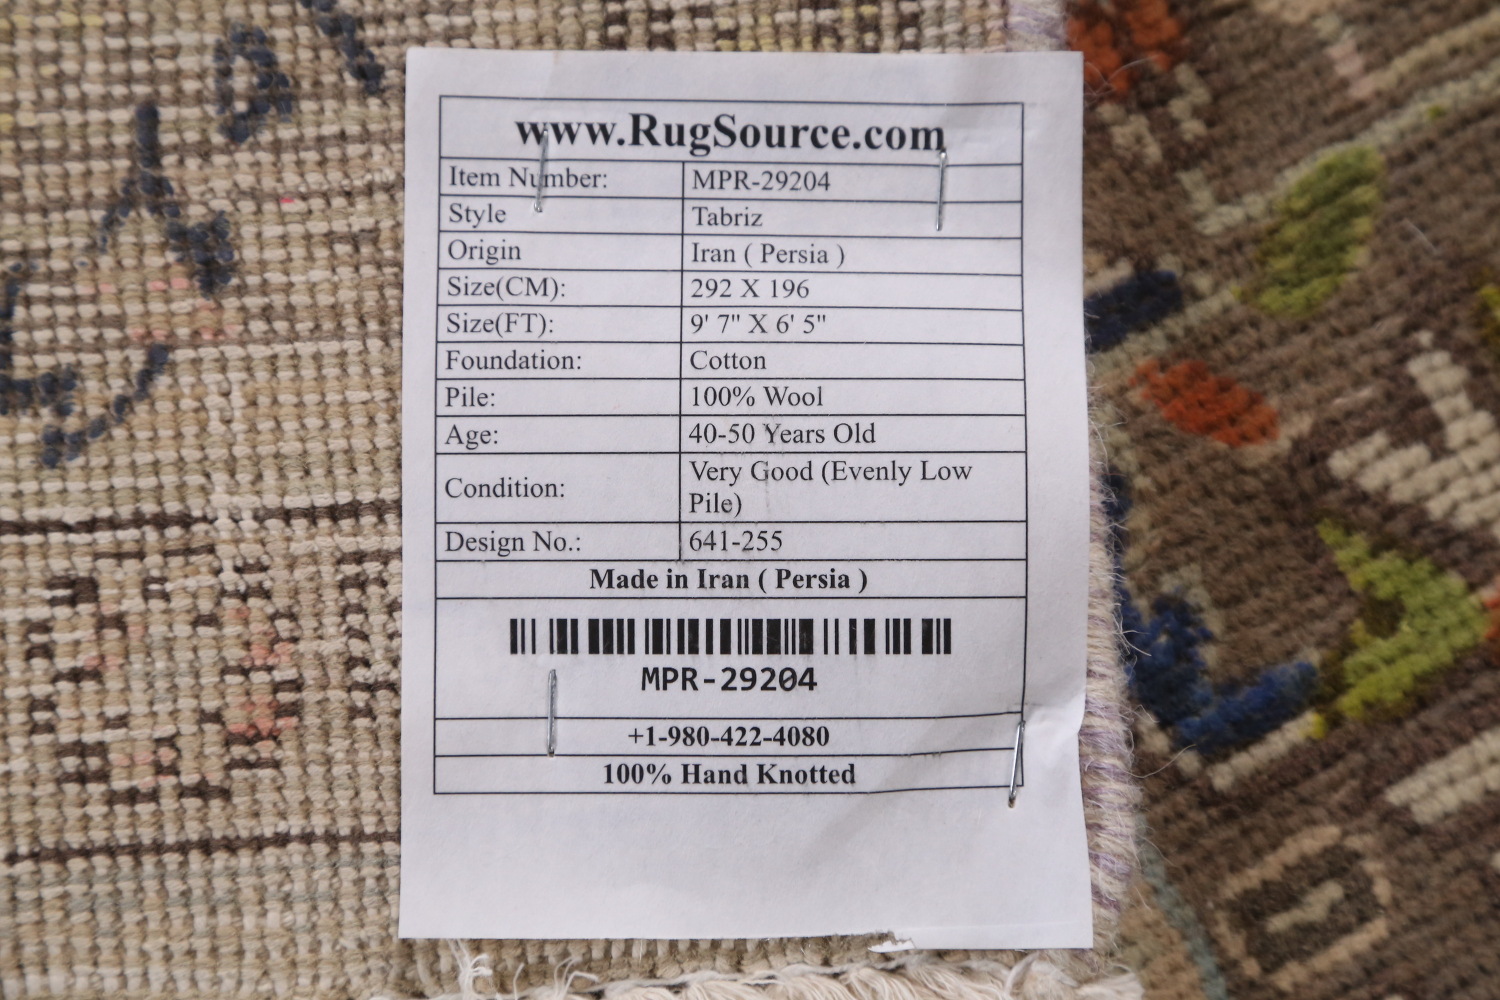 www.RugSource.com
Item Number: MPR-29204
Style Tabriz
Origin Iran ( Persia )
Size(CM): 292 X 196
Size(FT): 9' 7" X 6' 5"
Foundation: Cotton
Pile: 100% Wool
Age: 40-50 Years Old
Condition: Very Good (Evenly Low
Pile)
Design No.: 641-255
Made in Iran ( Persia )
MPR-29204
+1-980-422-4080
100% Hand Knotted